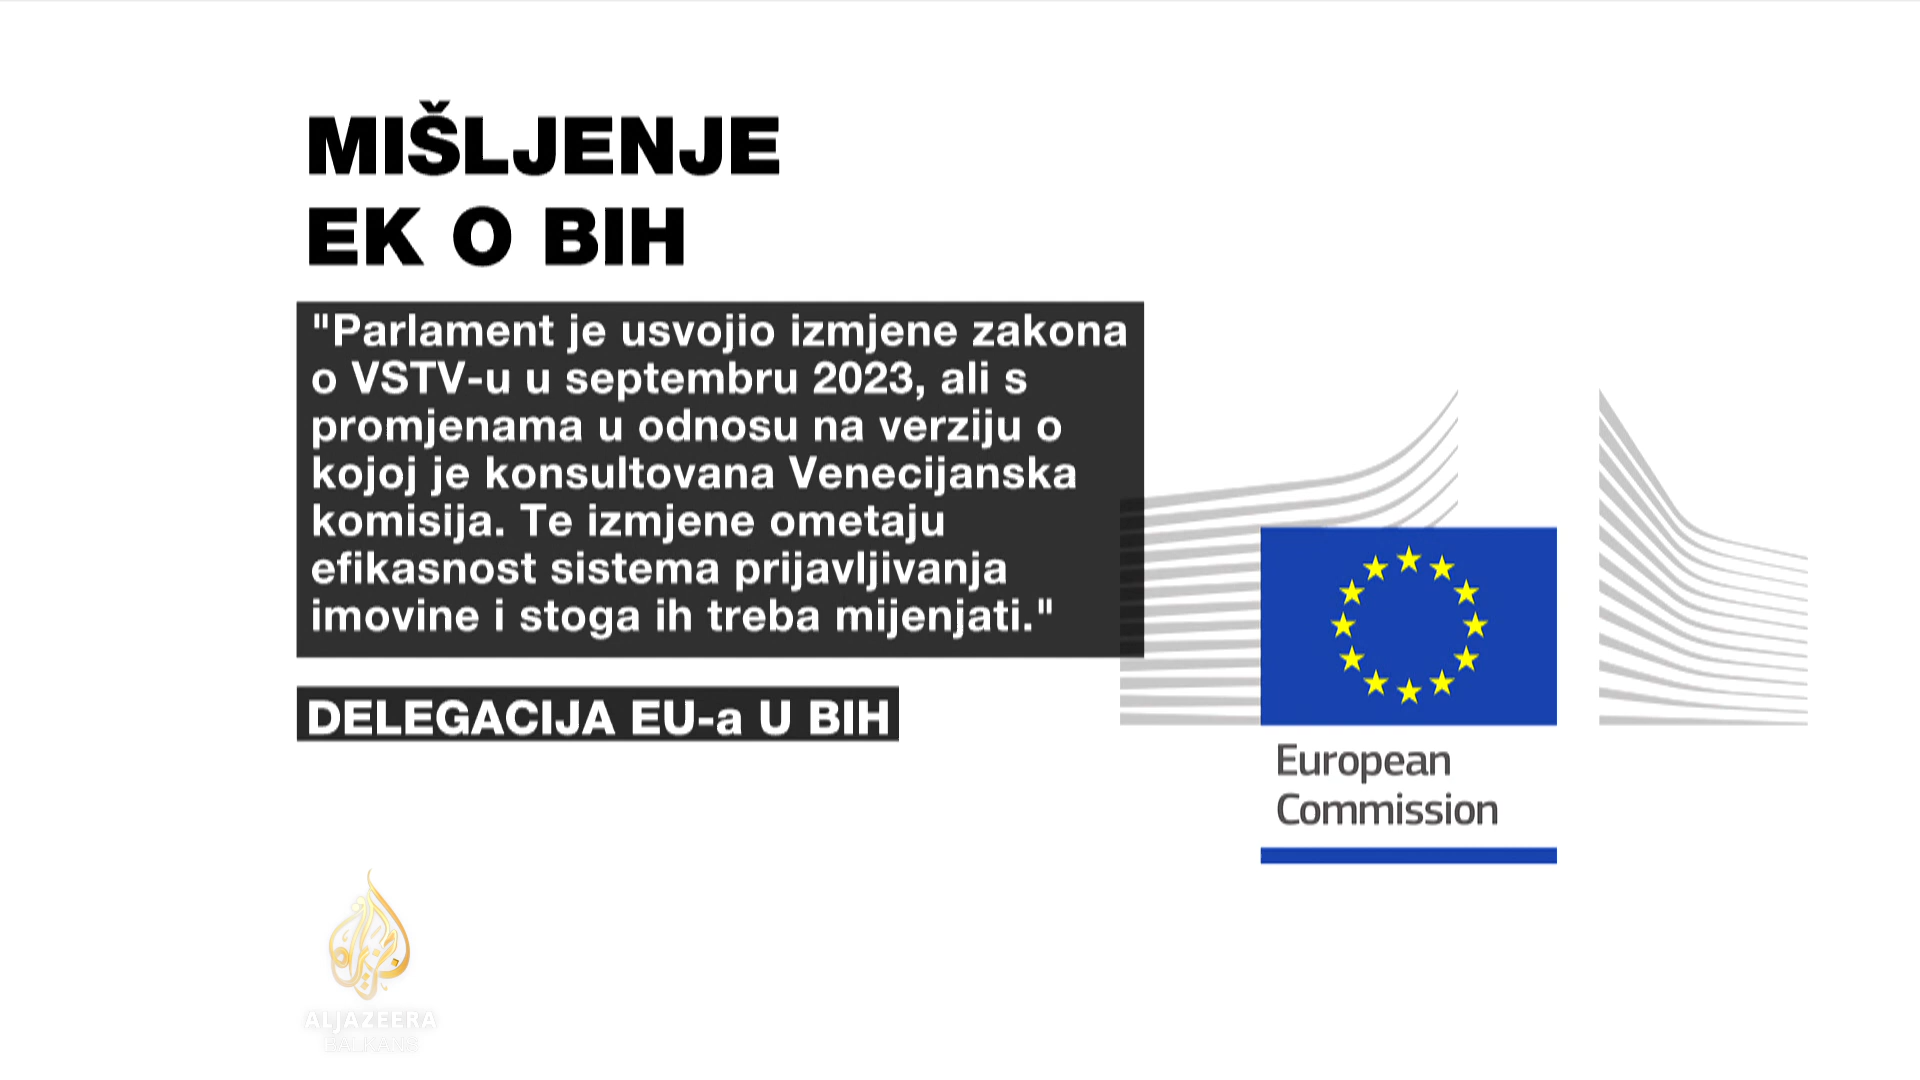 MIŠLJENJE
EK O BIH
"Parlament je usvojio izmjene zakona
o VSTV-u u septembru 2023, ali s
promjenama u odnosu na verziju o
kojoj je konsultovana Venecijanska
komisija. Te izmjene ometaju
efikasnost sistema prijavljivanja
imovine i stoga ih treba mijenjati."
DELEGACIJA EU-a U BIH
European
Commission
ALJAZEERA
BALKANS